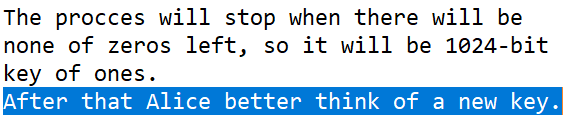 The procces will stop when there will be
none of zeros left, so it will be 1024-bit
key of ones.
After that Alice better think of a new key.